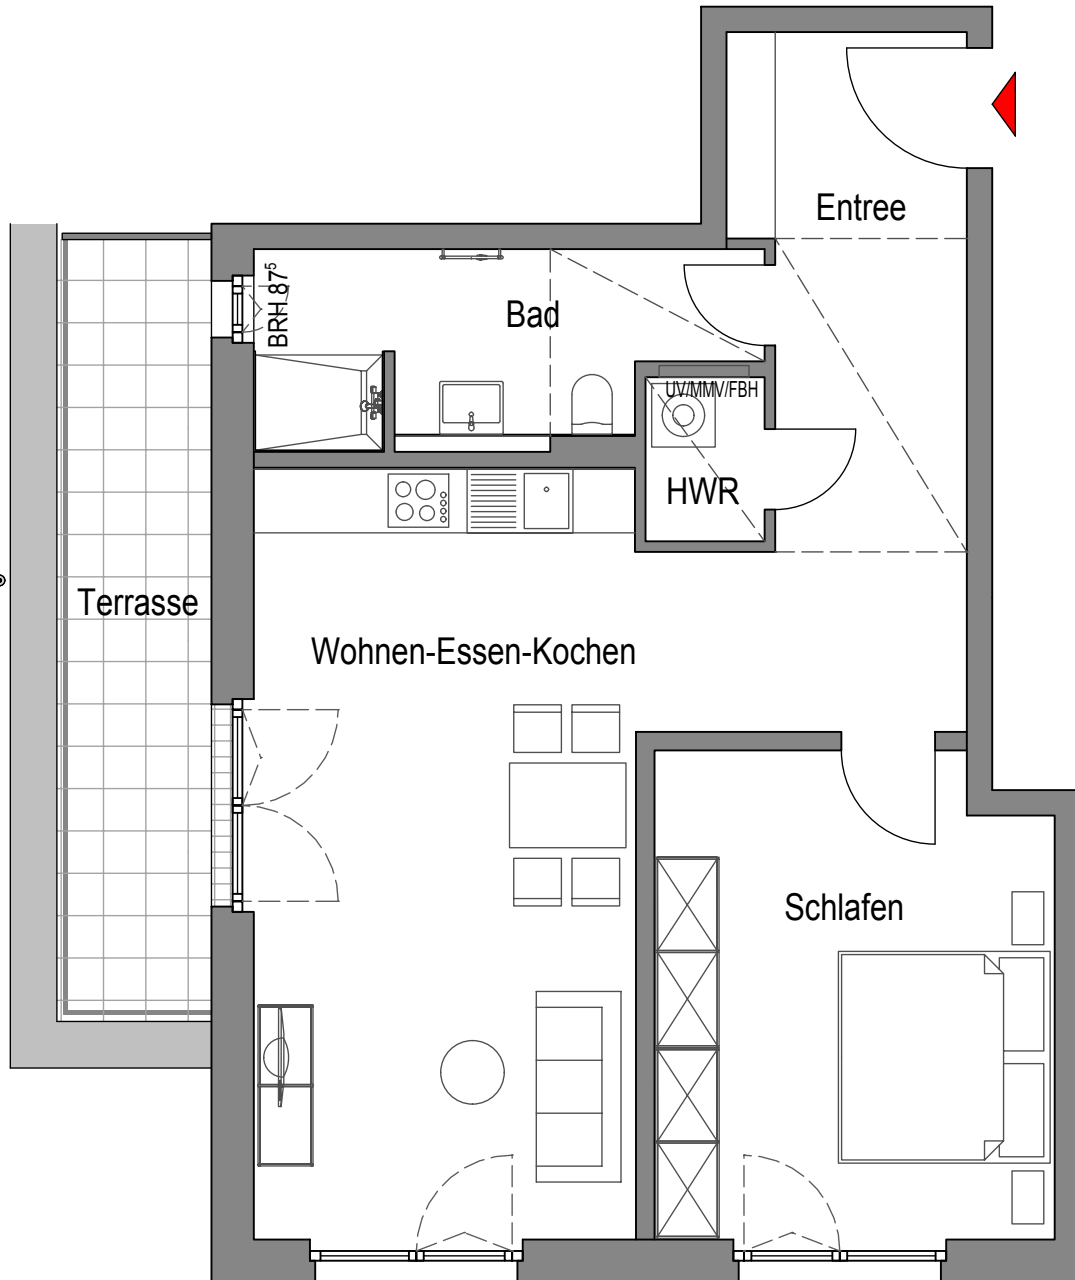 Entree
BRH 87⁵
Bad
UV/MMV/FBH
HWR
Terrasse
Wohnen-Essen-Kochen
Schlafen